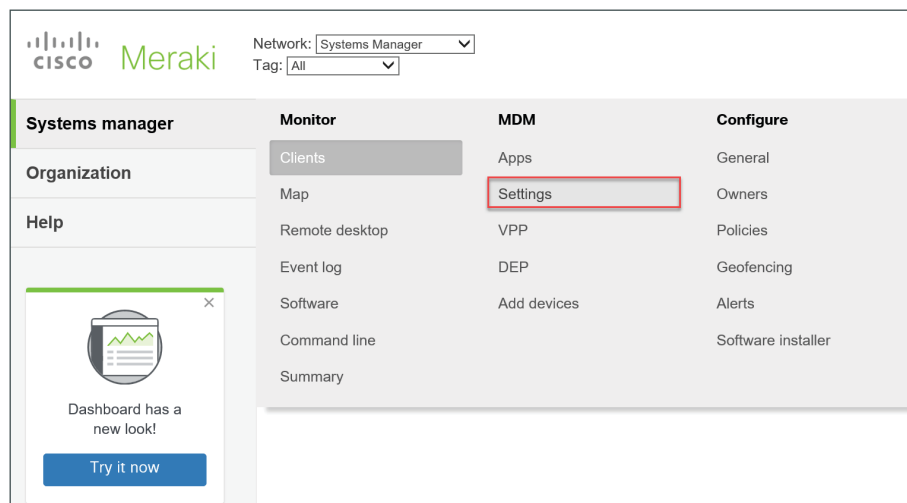 CISCO Meraki
Network: Systems Manager
Tag: All
Systems manager
Organization
Help
Monitor
Clients
Map
Remote desktop
Event log
Software
Command line
Summary
MDM
Apps
Settings
VPP
DEP
Add devices
Configure
General
Owners
Policies
Geofencing
Alerts
Software installer
Dashboard has a
new look!
Try it now